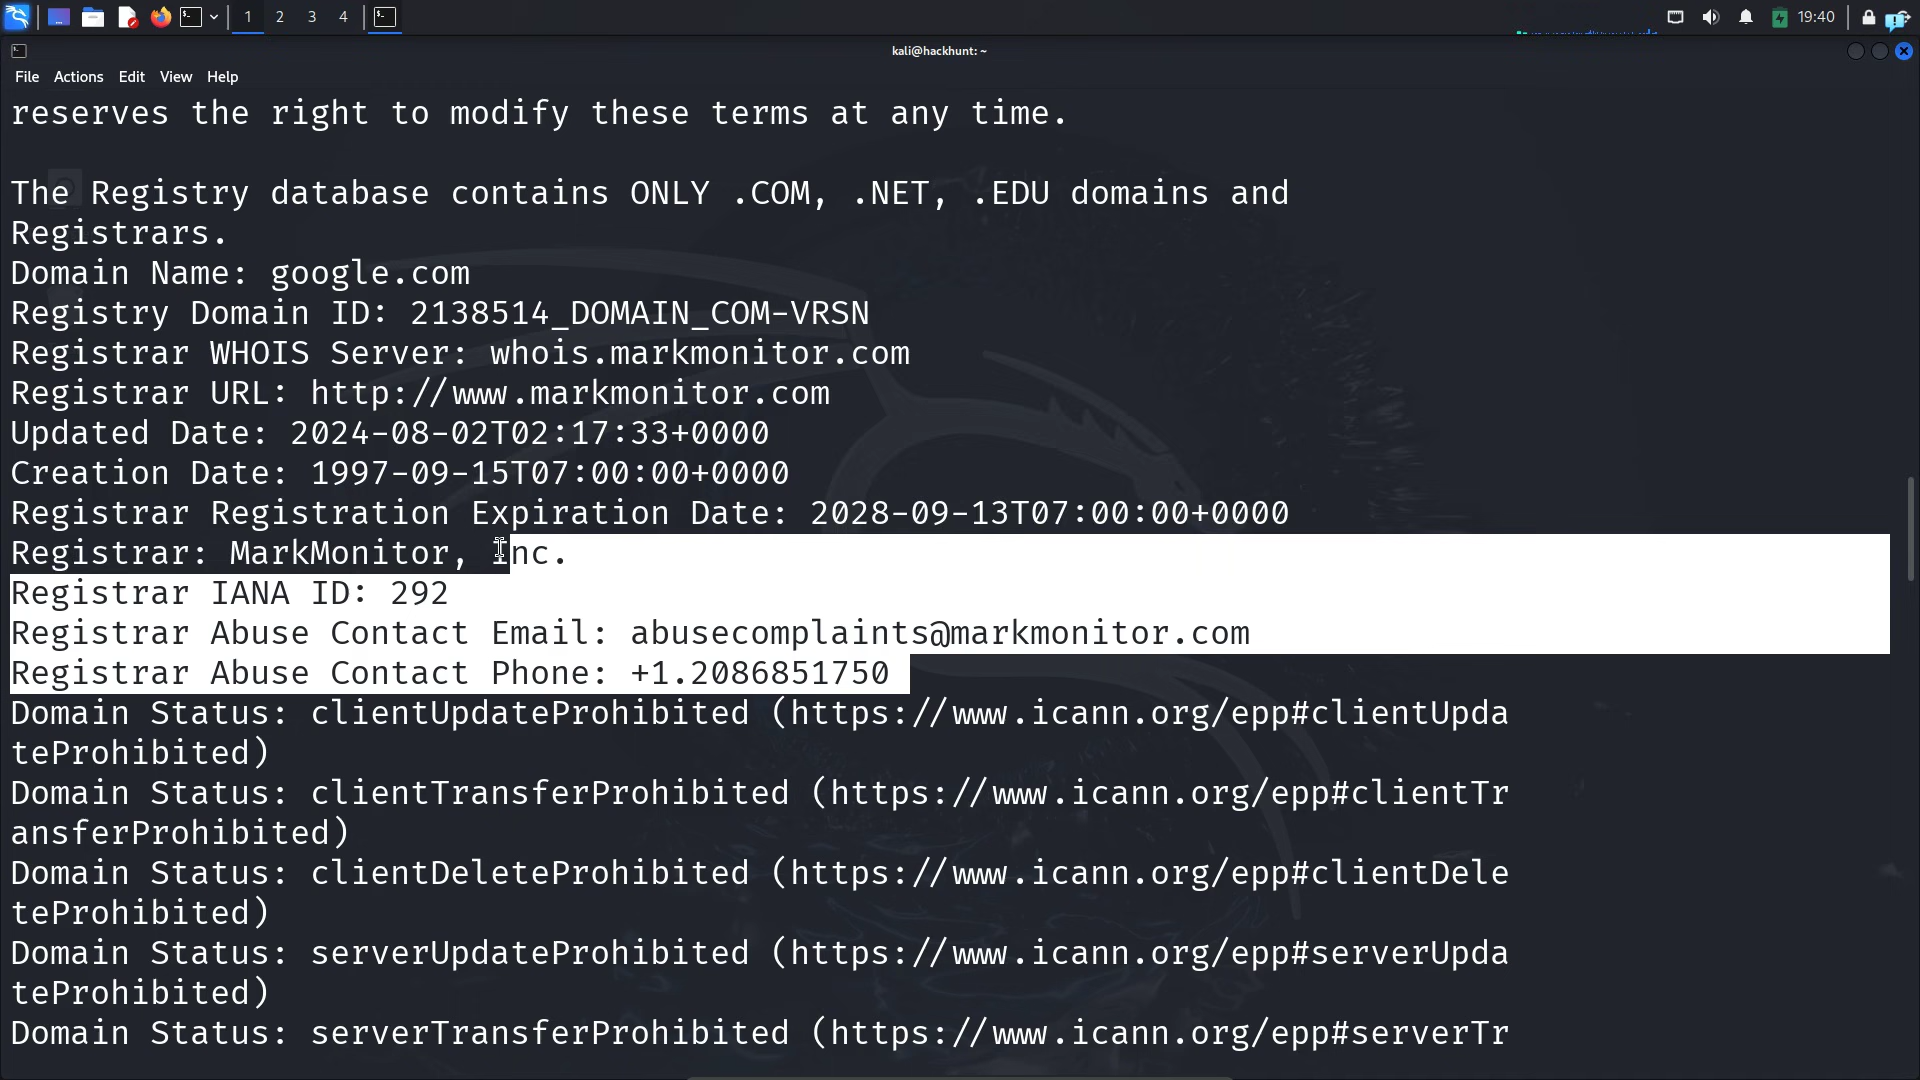 1 2 3 4
19:40
kali@hackhunt: ~
File Actions Edit View Help
reserves the right to modify these terms at any time.
The Registry database contains ONLY .COM, .NET, .EDU domains and
Registrars.
Domain Name: google.com
Registry Domain ID: 2138514_DOMAIN_COM-VRSN
Registrar WHOIS Server: whois.markmonitor.com
Registrar URL: http://www.markmonitor.com
Updated Date: 2024-08-02T02:17:33+0000
Creation Date: 1997-09-15T07:00:00+0000
Registrar Registration Expiration Date: 2028-09-13T07:00:00+0000
Registrar: MarkMonitor, Inc.
Registrar IANA ID: 292
Registrar Abuse Contact Email: abusecomplaints@markmonitor.com
Registrar Abuse Contact Phone: +1.2086851750
Domain Status: clientUpdateProhibited (https://www.icann.org/epp#clientUpda
teProhibited)
Domain Status: clientTransferProhibited (https://www.icann.org/epp#clientTr
ansferProhibited)
Domain Status: clientDeleteProhibited (https://www.icann.org/epp#clientDele
teProhibited)
Domain Status: serverUpdateProhibited (https://www.icann.org/epp#serverUpda
teProhibited)
Domain Status: serverTransferProhibited (https://www.icann.org/epp#serverTr